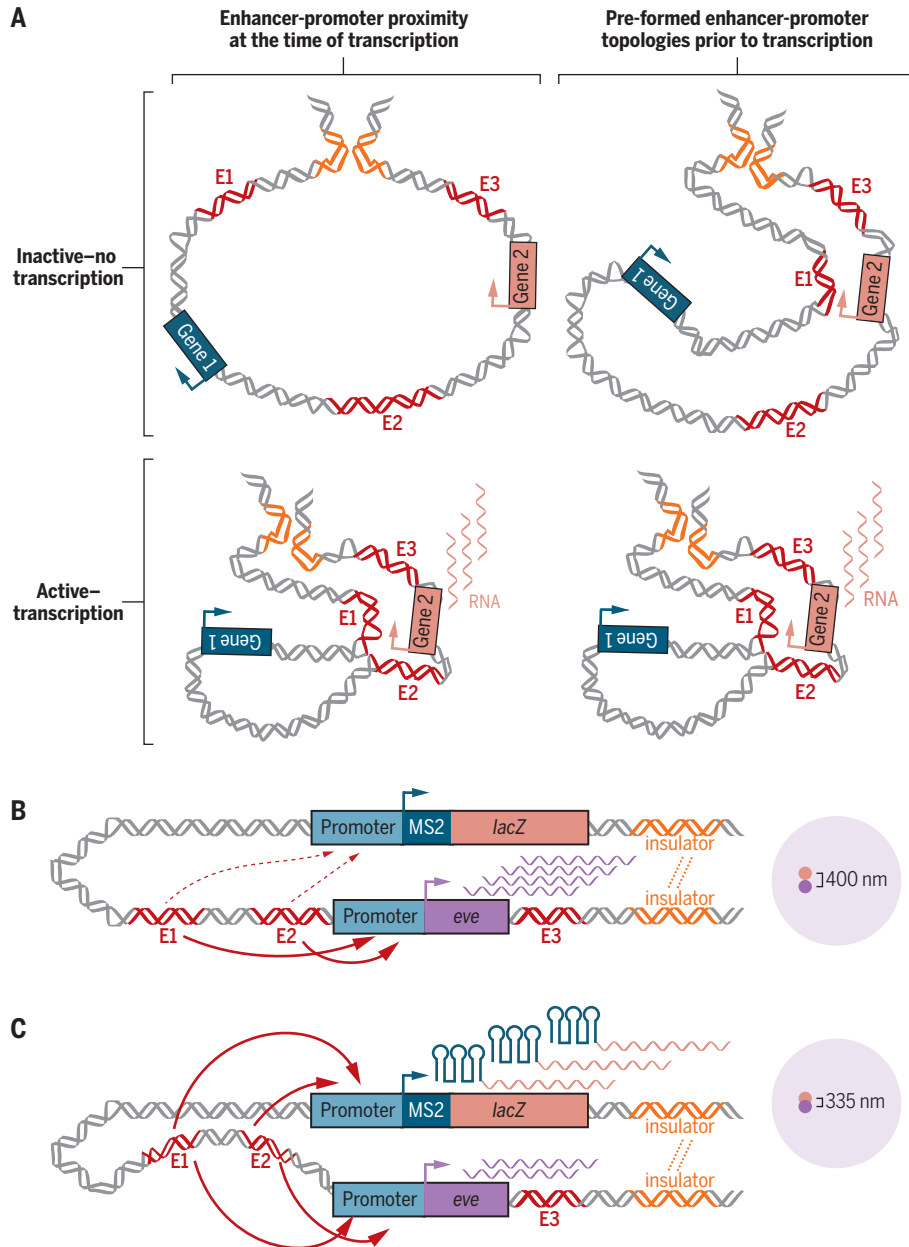 A
Enhancer-promoter proximity
at the time of transcription
Pre-formed enhancer-promoter
topologies prior to transcription
Inactive–no
transcription
E1
E3
Gene 1
Gene 2
E2
E3
E1
Gene 1
Gene 2
E2
Active–
transcription
E3
E1
Gene 1
Gene 2
RNA
E2
E3
E1
Gene 1
Gene 2
RNA
E2
B
Promoter MS2 lacZ
insulator
insulator
E1 E2 Promoter eve E3
400 nm
C
Promoter MS2 lacZ
insulator
E1 E2
insulator
Promoter eve E3
335 nm